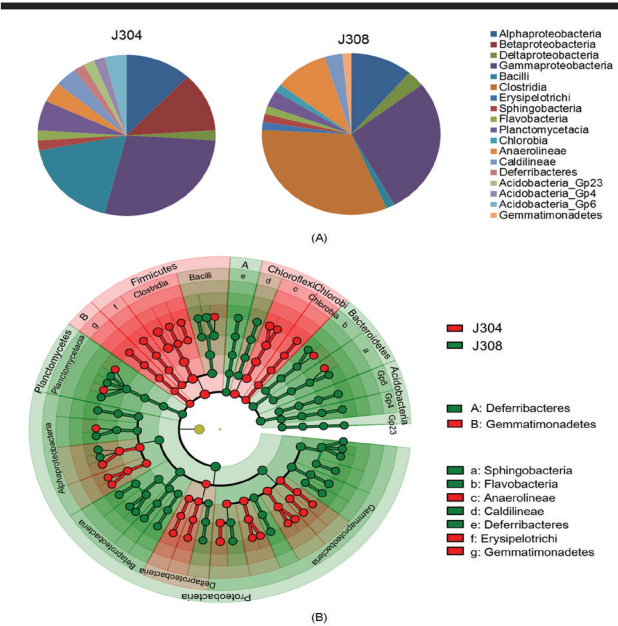 J304
J308
Alphaproteobacteria
Betaproteobacteria
Deltaproteobacteria
Gammaproteobacteria
Bacilli
Clostridia
Erysipelotrichi
Sphingobacteria
Flavobacteria
Planctomycetacia
Chlorobia
Anaerolineae
Caldilineae
Deferribacteres
Acidobacteria_Gp23
Acidobacteria_Gp4
Acidobacteria_Gp6
Gemmatimonadetes
(A)
Planctomycetes
Planctomycetacia
B
g
f
Firmicutes
Clostridia
Bacilli
A
e
d
Chloroflexi
c
Chlorobi
Chlorobia
Bacteroidetes
b
a
Acidobacteria
Gp6
Gp4
Gp23
Alphaproteobacteria
Betaproteobacteria
Deltaproteobacteria
Gammaproteobacteria
Proteobacteria
J304
J308
A: Deferribacteres
B: Gemmatimonadetes
a: Sphingobacteria
b: Flavobacteria
c: Anaerolineae
d: Caldilineae
e: Deferribacteres
f: Erysipelotrichi
g: Gemmatimonadetes
(B)